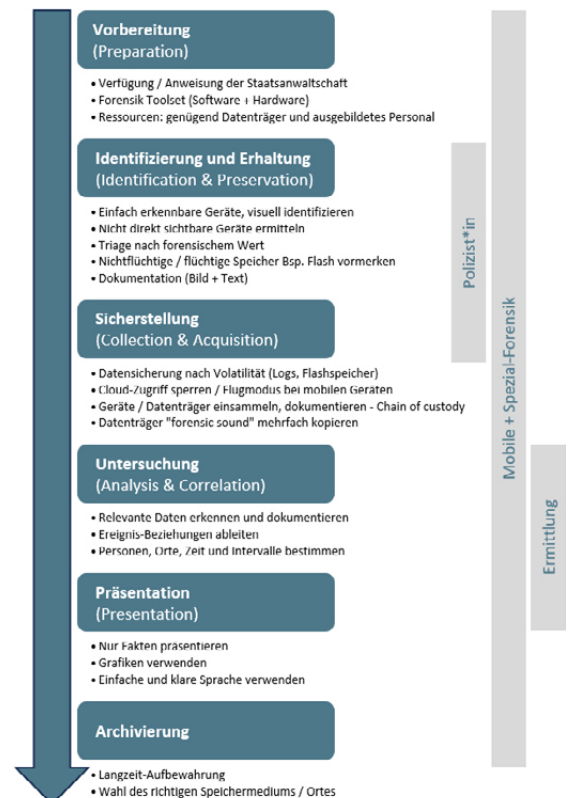 Vorbereitung
(Preparation)
• Verfügung / Anweisung der Staatsanwaltschaft
• Forensik Toolset (Software + Hardware)
• Ressourcen: genügend Datenträger und ausgebildetes Personal
Identifizierung und Erhaltung
(Identification & Preservation)
• Einfach erkennbare Geräte, visuell identifizieren
• Nicht direkt sichtbare Geräte ermitteln
• Triage nach forensischem Wert
• Nichtflüchtige / flüchtige Speicher Bsp. Flash vormerken
• Dokumentation (Bild + Text)
Sicherstellung
(Collection & Acquisition)
• Datensicherung nach Volatilität (Logs, Flashspeicher)
• Cloud-Zugriff sperren / Flugmodus bei mobilen Geräten
• Geräte / Datenträger einsammeln, dokumentieren - Chain of custody
• Datenträger "forensic sound" mehrfach kopieren
Untersuchung
(Analysis & Correlation)
• Relevante Daten erkennen und dokumentieren
• Ereignis-Beziehungen ableiten
• Personen, Orte, Zeit und Intervalle bestimmen
Präsentation
(Presentation)
• Nur Fakten präsentieren
• Grafiken verwenden
• Einfache und klare Sprache verwenden
Archivierung
• Langzeit-Aufbewahrung
• Wahl des richtigen Speichermediums / Ortes
Polizist*in
Mobile + Spezial-Forensik
Ermittlung